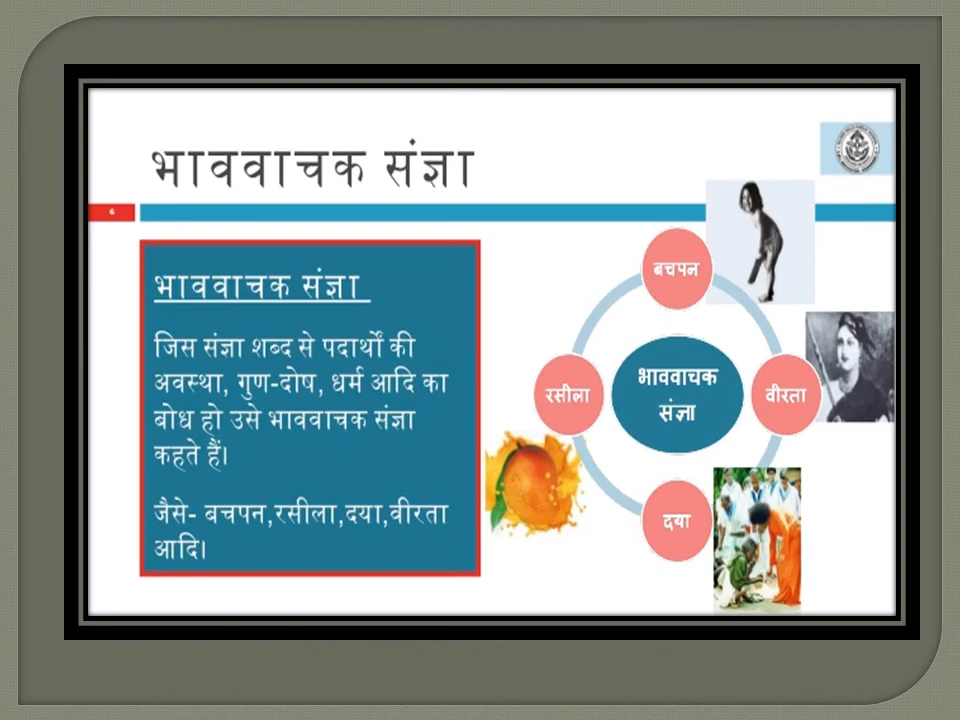 भाववाचक संज्ञा
६
भाववाचक संज्ञा
जिस संज्ञा शब्द से पदार्थों की
अवस्था, गुण-दोष, धर्म आदि का
बोध हो उसे भाववाचक संज्ञा
कहते हैं।
जैसे- बचपन,रसीला,दया,वीरता
आदि।
बचपन
रसीला
भाववाचक
संज्ञा
वीरता
दया